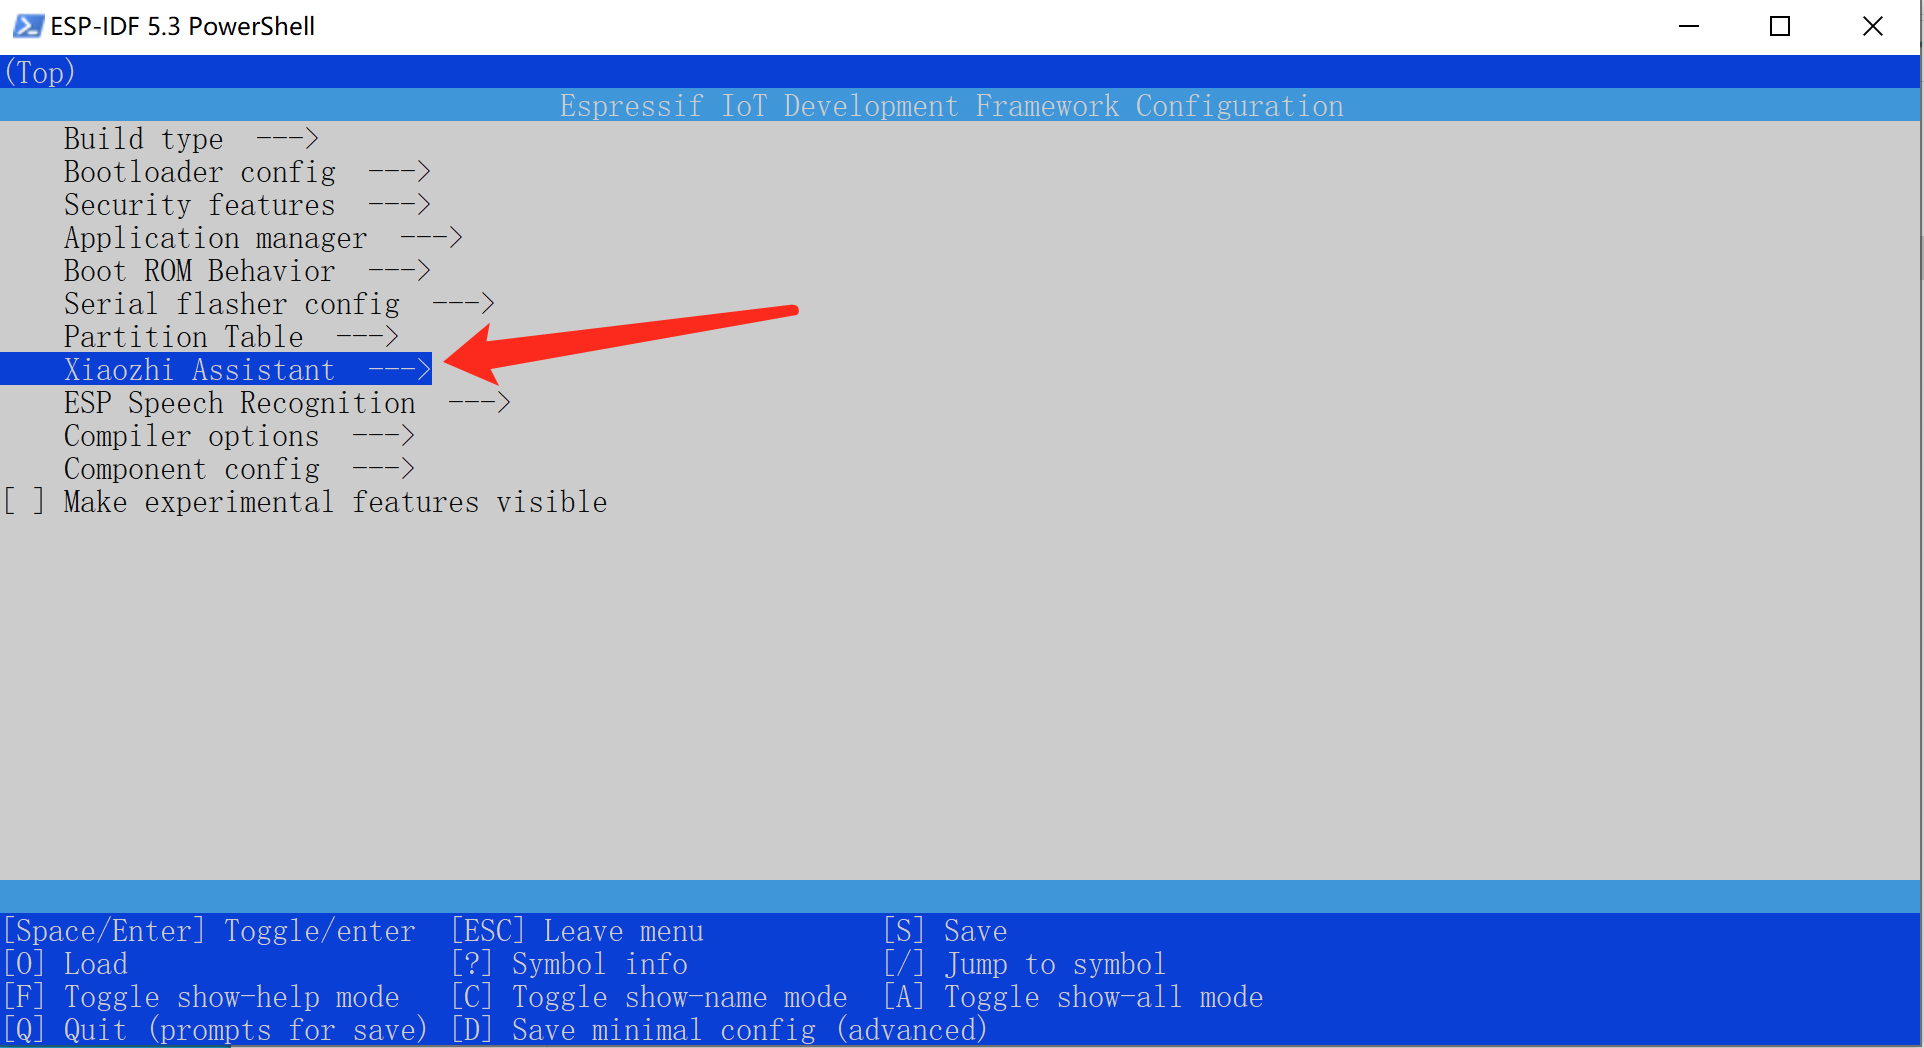 ESP-IDF 5.3 PowerShell
(Top)
Espressif IoT Development Framework Configuration
Build type  --->
Bootloader config  --->
Security features  --->
Application manager  --->
Boot ROM Behavior  --->
Serial flasher config  --->
Partition Table  --->
Xiaozhi Assistant  --->
ESP Speech Recognition  --->
Compiler options  --->
Component config  --->
[ ] Make experimental features visible
[Space/Enter] Toggle/enter  [ESC] Leave menu  [S] Save
[O] Load  [?] Symbol info  [/] Jump to symbol
[F] Toggle show-help mode  [C] Toggle show-name mode  [A] Toggle show-all mode
[Q] Quit (prompts for save)  [D] Save minimal config (advanced)